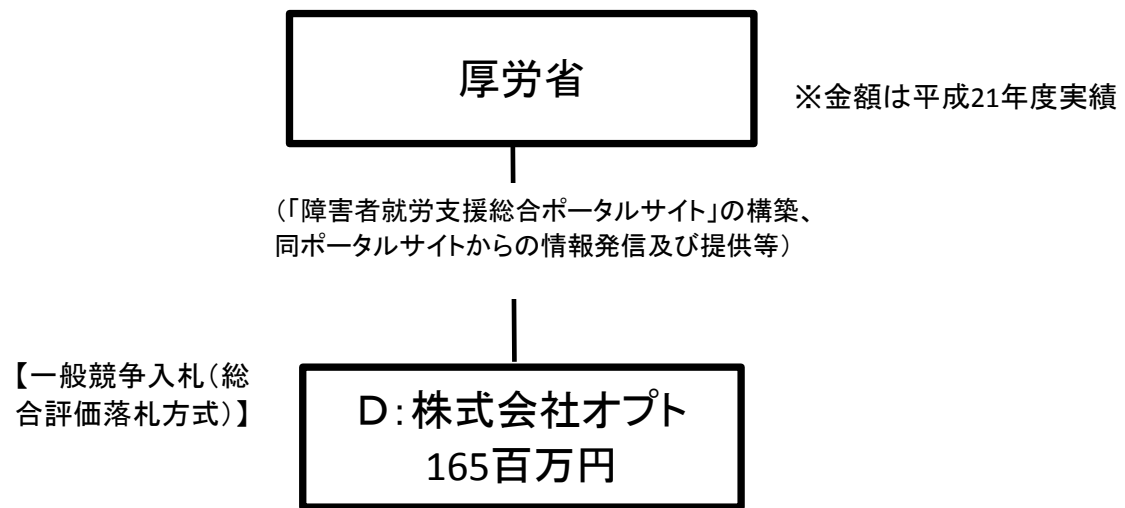 厚労省
※金額は平成21年度実績
(「障害者就労支援総合ポータルサイト」の構築、
同ポータルサイトからの情報発信及び提供等)
【一般競争入札(総
合評価落札方式)】
D:株式会社オプト
165百万円